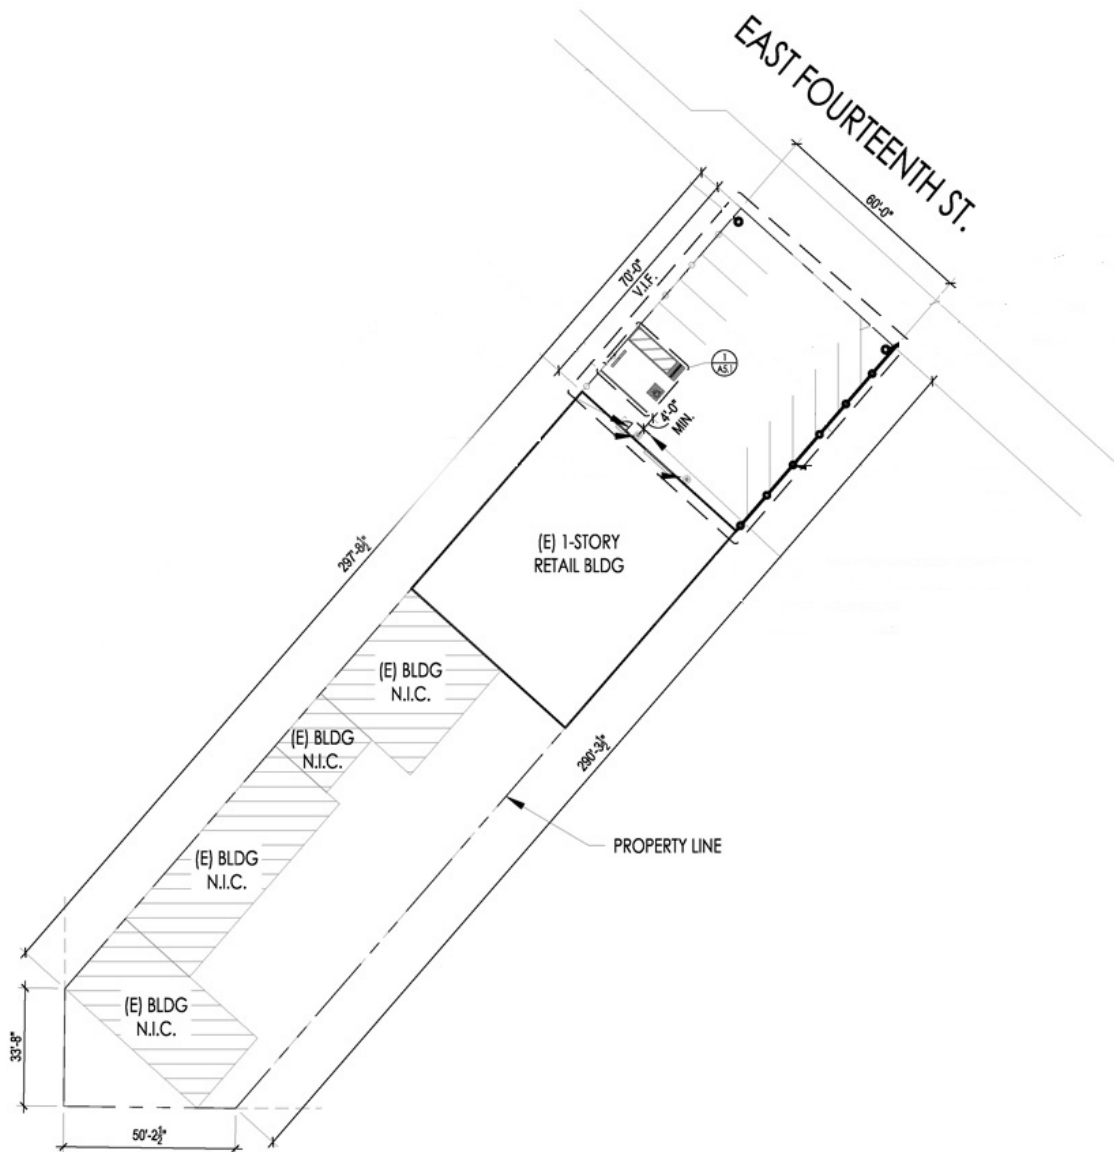 EAST FOURTEENTH ST.
60'-0"
70'-0"
V.I.F.
1
AS.1
4'-0"
MIN.
297'-8½"
(E) 1-STORY
RETAIL BLDG
(E) BLDG
N.I.C.
(E) BLDG
N.I.C.
290'-3½"
PROPERTY LINE
(E) BLDG
N.I.C.
(E) BLDG
N.I.C.
33'-8"
50'-2½"